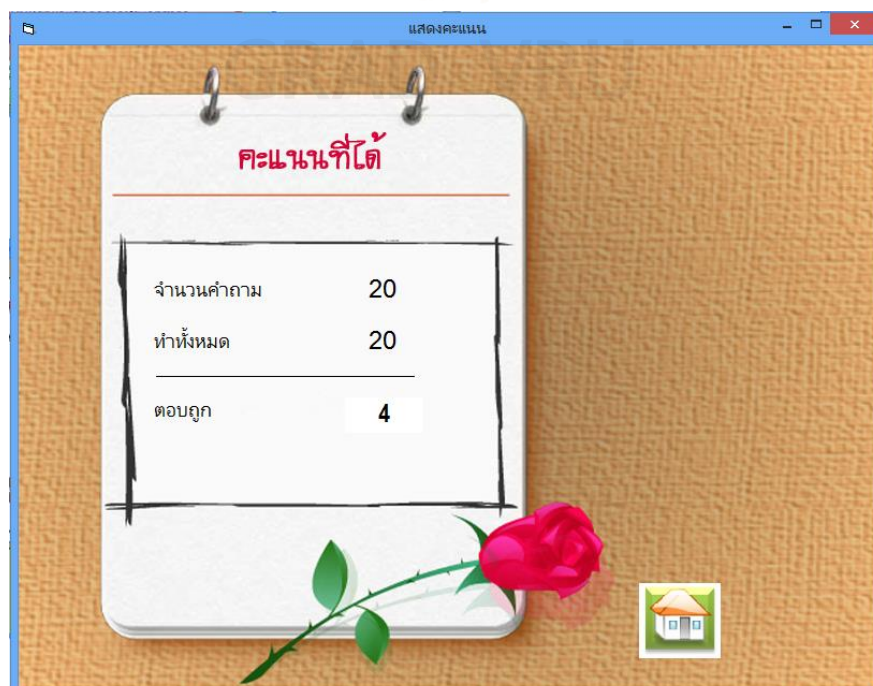 แสดงคะแนน
คะแนนที่ได้
จำนวนคำถาม 20
ทำทั้งหมด 20
ตอบถูก 4